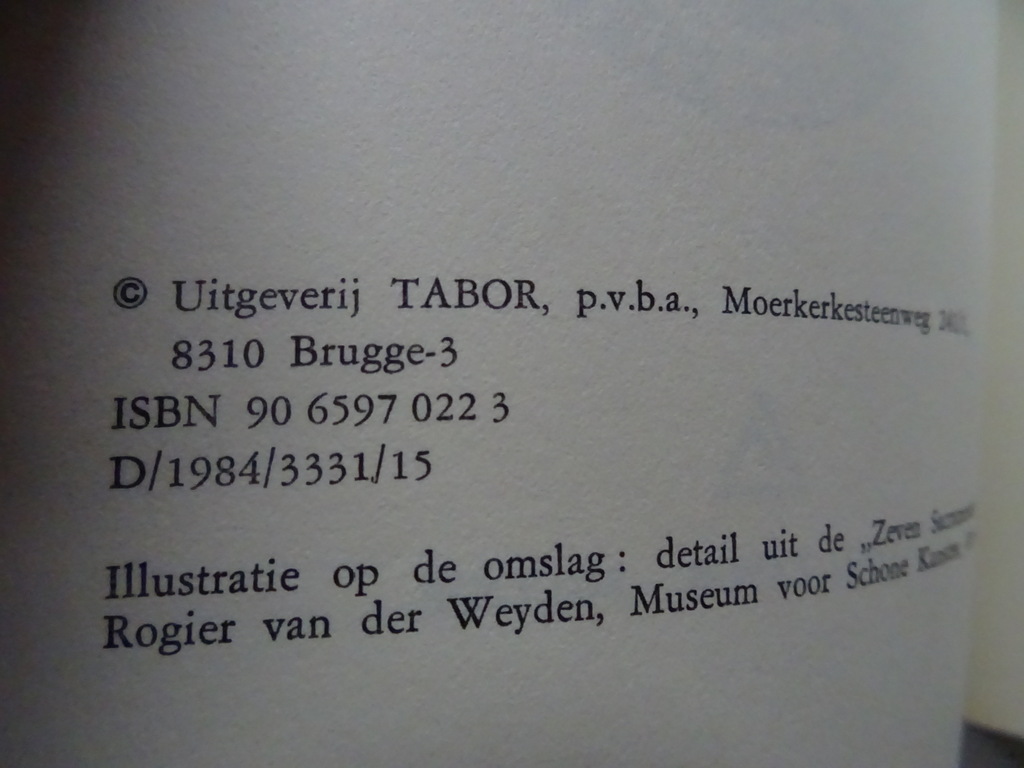 © Uitgeverij TABOR, p.v.b.a., Moerkerkesteenweg
8310 Brugge-3
ISBN 90 6597 022 3
D/1984/3331/15
Illustratie op de omslag : detail uit de „Zeven
Rogier van der Weyden, Museum voor Schone